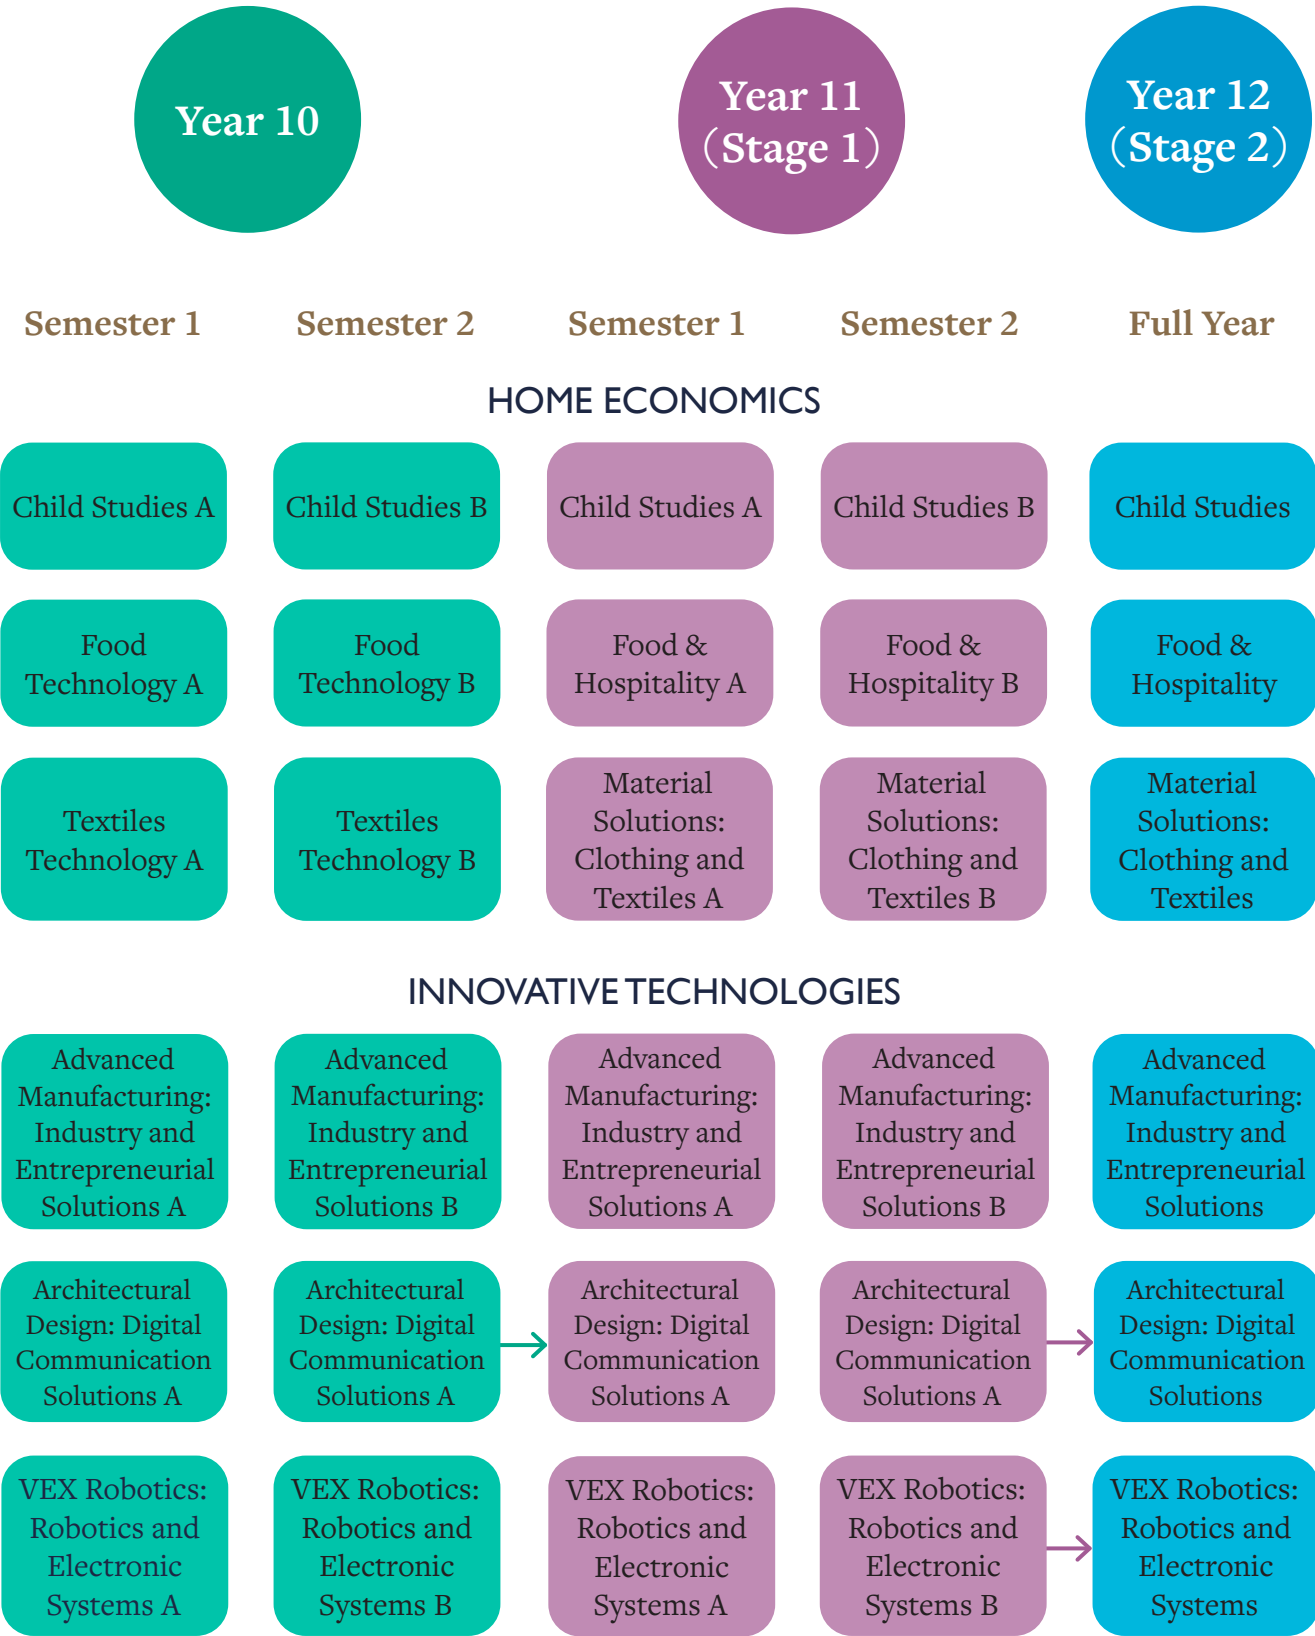 Year 10
Year 11
(Stage 1)
Year 12
(Stage 2)
Semester 1
Semester 2
Semester 1
Semester 2
Full Year
HOME ECONOMICS
Child Studies A
Child Studies B
Child Studies A
Child Studies B
Child Studies
Food
Technology A
Food
Technology B
Food &
Hospitality A
Food &
Hospitality B
Food &
Hospitality
Textiles
Technology A
Textiles
Technology B
Material
Solutions:
Clothing and
Textiles A
Material
Solutions:
Clothing and
Textiles B
Material
Solutions:
Clothing and
Textiles
INNOVATIVE TECHNOLOGIES
Advanced
Manufacturing:
Industry and
Entrepreneurial
Solutions A
Advanced
Manufacturing:
Industry and
Entrepreneurial
Solutions B
Advanced
Manufacturing:
Industry and
Entrepreneurial
Solutions A
Advanced
Manufacturing:
Industry and
Entrepreneurial
Solutions B
Advanced
Manufacturing:
Industry and
Entrepreneurial
Solutions
Architectural
Design: Digital
Communication
Solutions A
Architectural
Design: Digital
Communication
Solutions A
Architectural
Design: Digital
Communication
Solutions A
Architectural
Design: Digital
Communication
Solutions A
Architectural
Design: Digital
Communication
Solutions
VEX Robotics:
Robotics and
Electronic
Systems A
VEX Robotics:
Robotics and
Electronic
Systems B
VEX Robotics:
Robotics and
Electronic
Systems A
VEX Robotics:
Robotics and
Electronic
Systems B
VEX Robotics:
Robotics and
Electronic
Systems